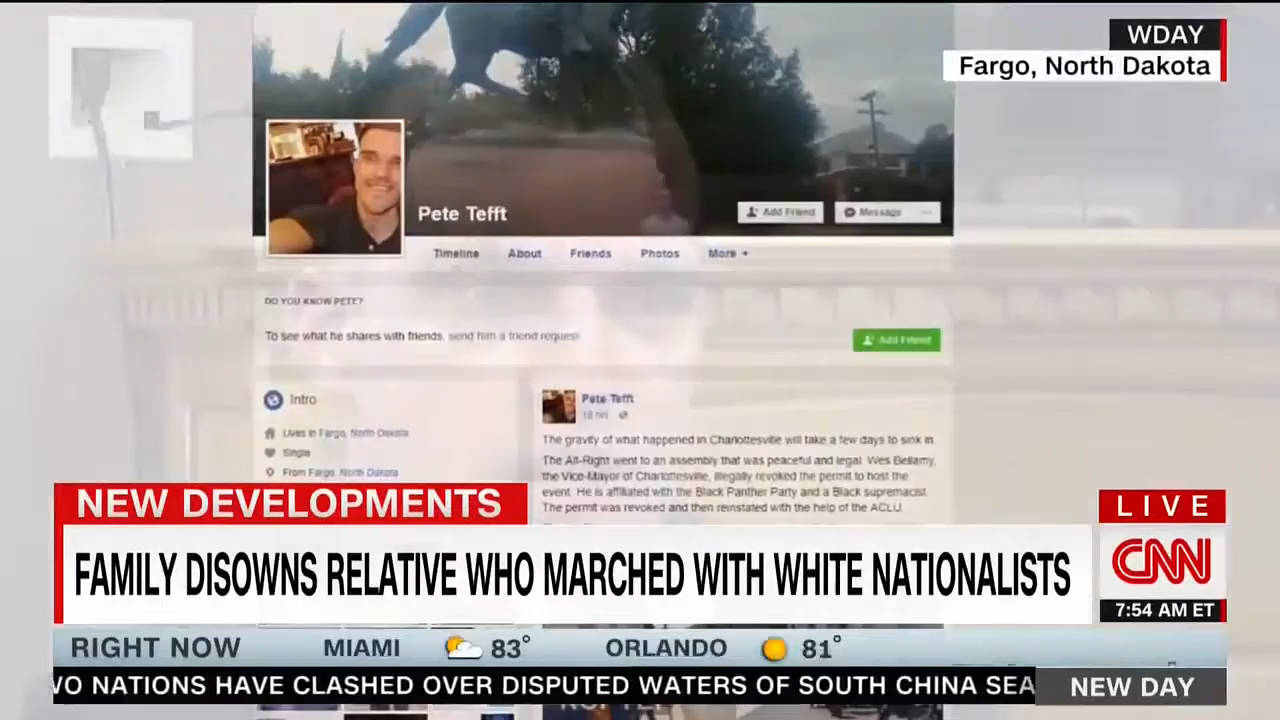 WDAY
Fargo, North Dakota
Pete Tefft
Add Friend
Message
Timeline
About
Friends
Photos
More
DO YOU KNOW PETE?
To see what he shares with friends, send him a friend request
Add Friend
Intro
Lives in Fargo, North Dakota
Single
From Fargo, North Dakota
Pete Tefft
The gravity of what happened in Charlottesville will take a few days to sink in.
The Alt-Right went to an assembly that was peaceful and legal. Wes Bellamy,
the Vice-Mayor of Charlottesville, illegally revoked the permit to host the
event. He is affiliated with the Black Panther Party and a Black supremacist.
The permit was revoked and then reinstated with the help of the ACLU.
NEW DEVELOPMENTS
FAMILY DISOWNS RELATIVE WHO MARCHED WITH WHITE NATIONALISTS
LIVE
CNN
7:54 AM ET
RIGHT NOW
MIAMI
83°
ORLANDO
81°
WO NATIONS HAVE CLASHED OVER DISPUTED WATERS OF SOUTH CHINA SEA
NEW DAY